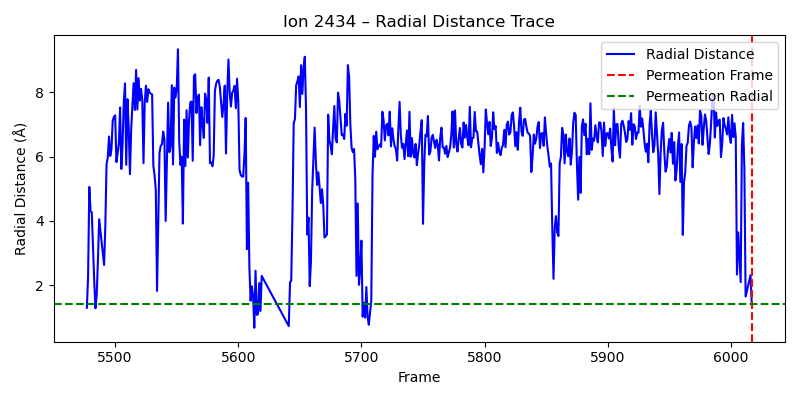 Ion 2434 – Radial Distance Trace
Radial Distance
Permeation Frame
Permeation Radial
Radial Distance (Å)
8
6
4
2
5500 5600 5700 5800 5900 6000
Frame